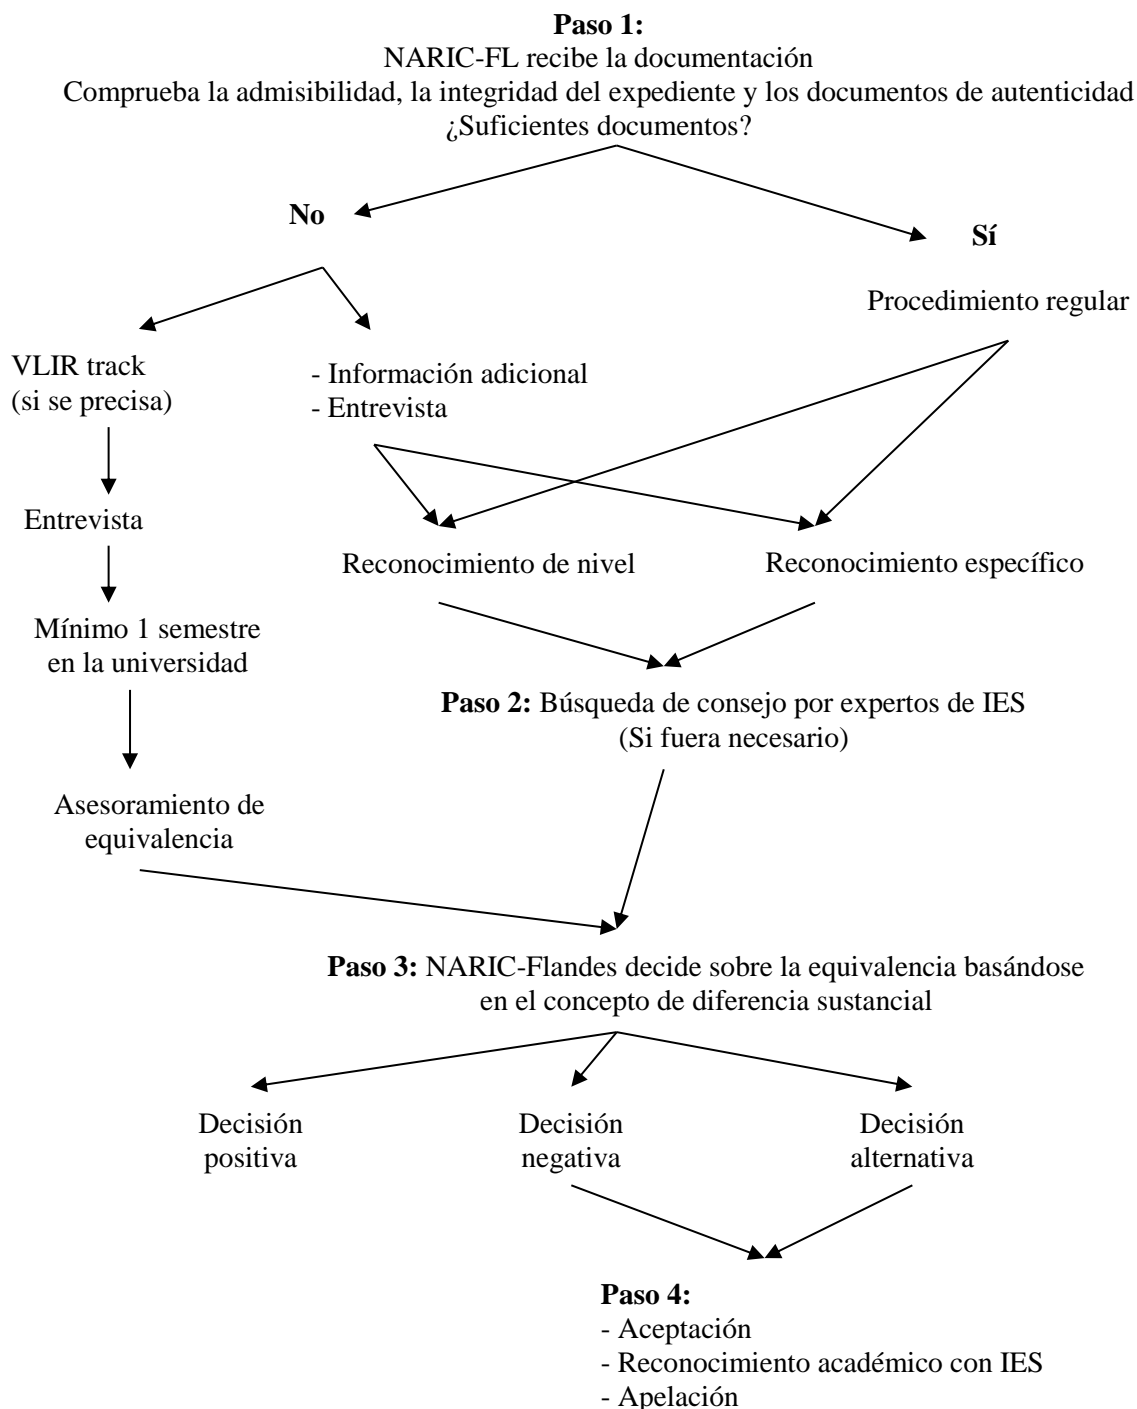 Paso 1:
NARIC-FL recibe la documentación
Comprueba la admisibilidad, la integridad del expediente y los documentos de autenticidad
¿Suficientes documentos?
No
Sí
Procedimiento regular
VLIR track
(si se precisa)
- Información adicional
- Entrevista
Entrevista
Reconocimiento de nivel
Reconocimiento específico
Mínimo 1 semestre
en la universidad
Paso 2: Búsqueda de consejo por expertos de IES
(Si fuera necesario)
Asesoramiento de
equivalencia
Paso 3: NARIC-Flandes decide sobre la equivalencia basándose
en el concepto de diferencia sustancial
Decisión
positiva
Decisión
negativa
Decisión
alternativa
Paso 4:
- Aceptación
- Reconocimiento académico con IES
- Apelación